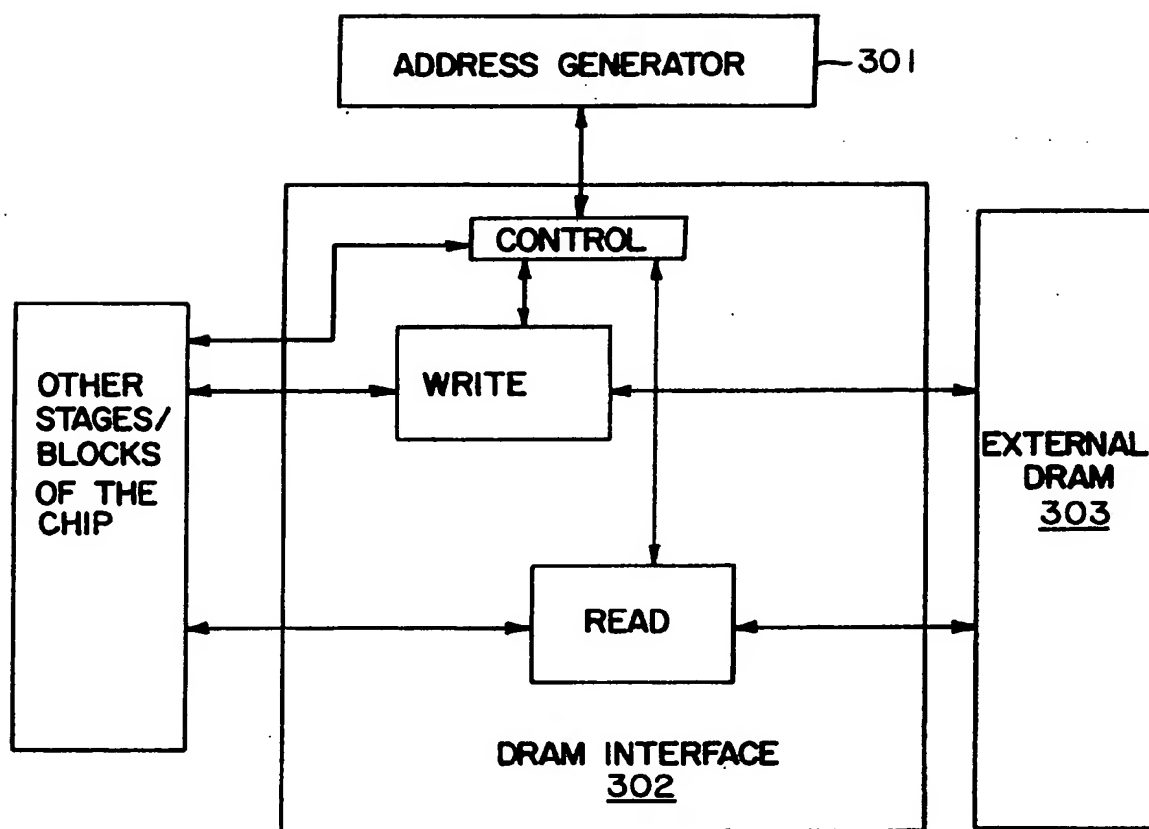 ADDRESS GENERATOR
301
CONTROL
WRITE
OTHER
STAGES/
BLOCKS
OF THE
CHIP
EXTERNAL
DRAM
303
READ
DRAM INTERFACE
302